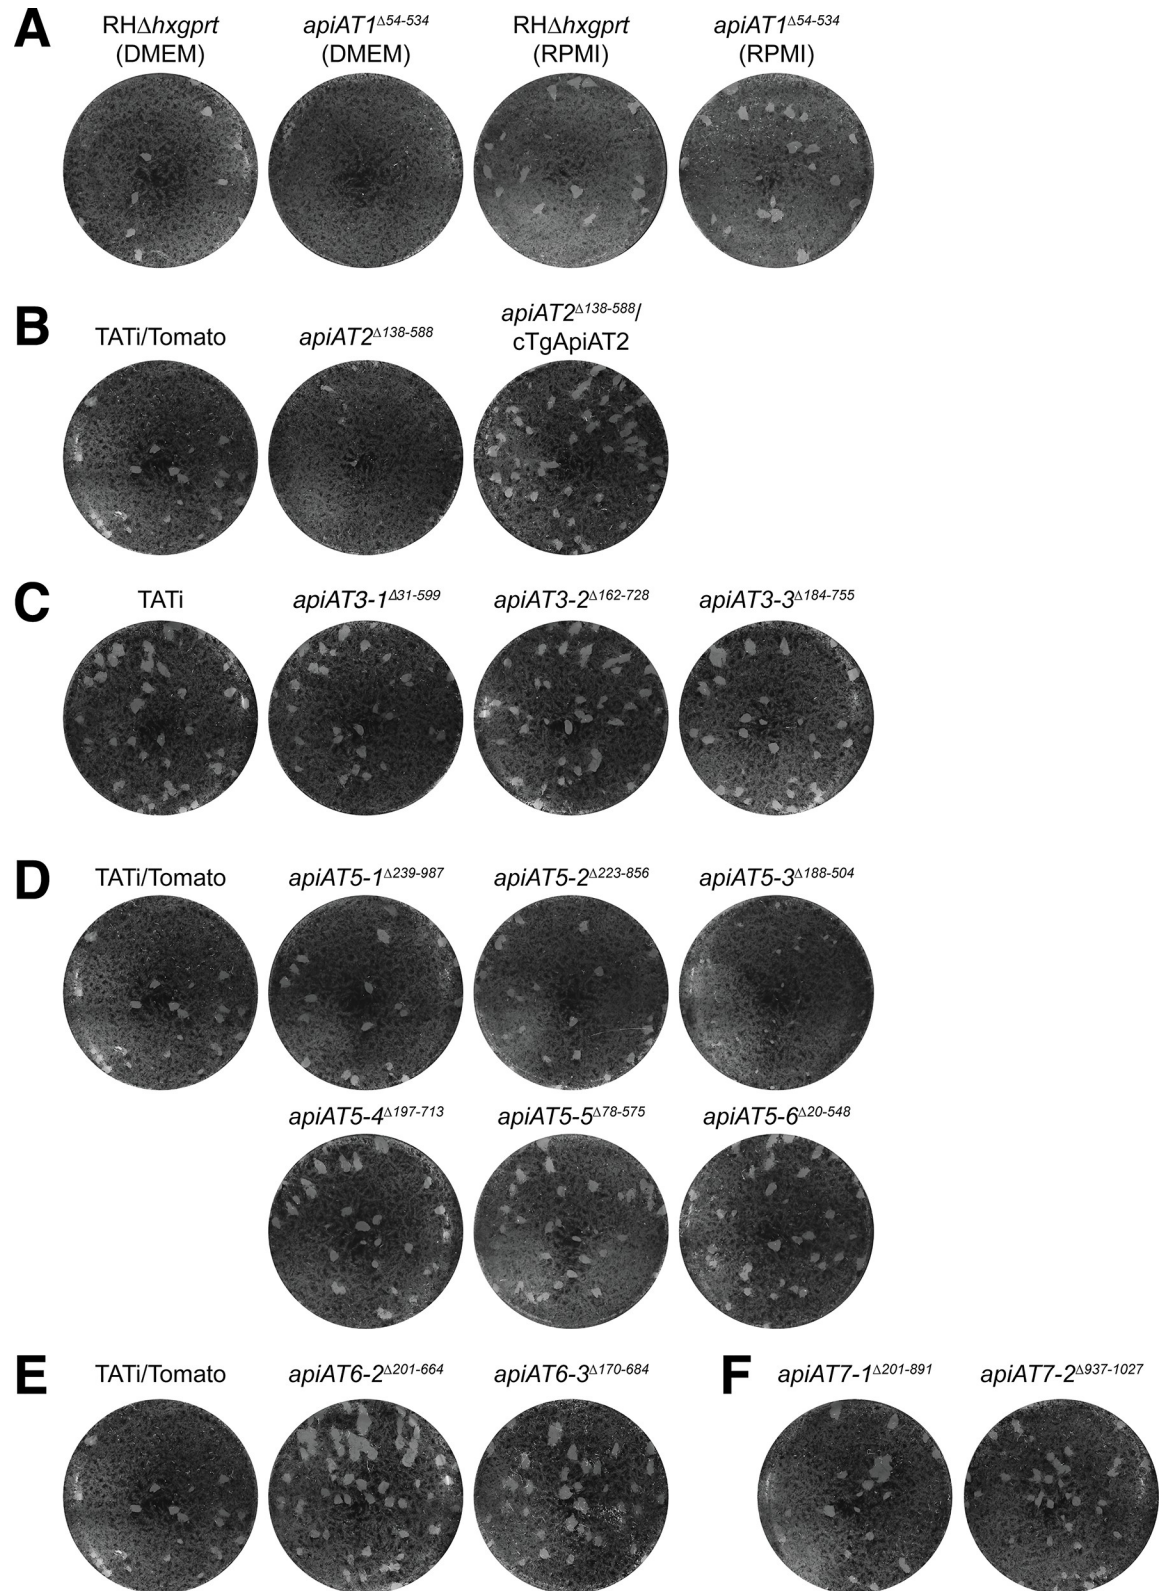 A
RHΔhxgprt
(DMEM)
apiAT1Δ54-534
(DMEM)
RHΔhxgprt
(RPMI)
apiAT1Δ54-534
(RPMI)
B
TATi/Tomato
apiAT2Δ138-588
apiAT2Δ138-588/
cTgApiAT2
C
TATi
apiAT3-1Δ31-599
apiAT3-2Δ162-728
apiAT3-3Δ184-755
D
TATi/Tomato
apiAT5-1Δ239-987
apiAT5-2Δ223-856
apiAT5-3Δ188-504
apiAT5-4Δ197-713
apiAT5-5Δ78-575
apiAT5-6Δ20-548
E
TATi/Tomato
apiAT6-2Δ201-664
apiAT6-3Δ170-684
F
apiAT7-1Δ201-891
apiAT7-2Δ937-1027